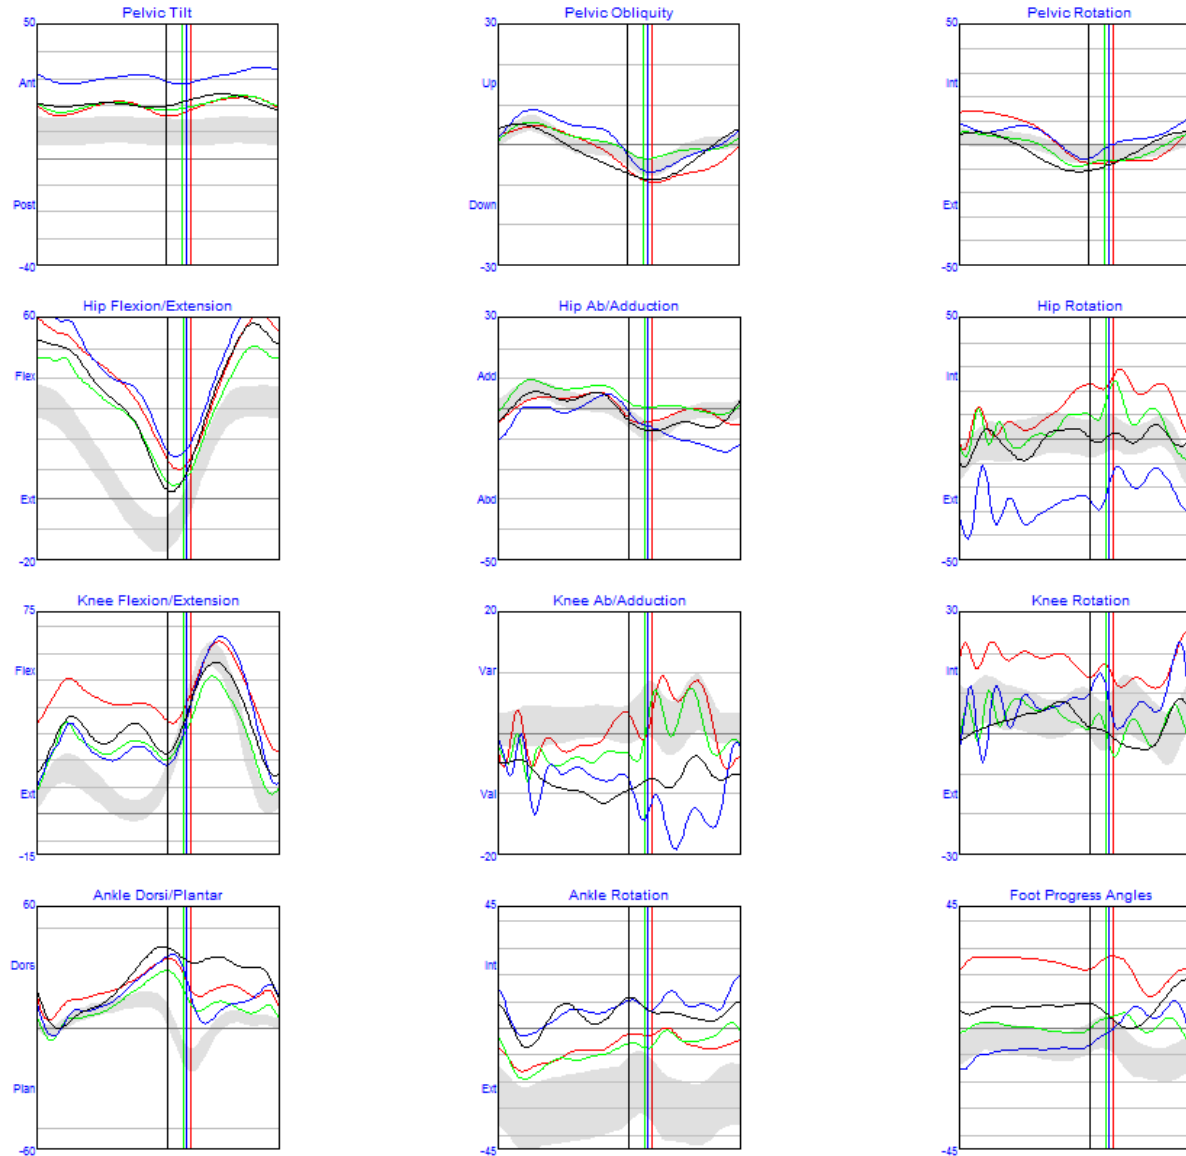 Pelvic Tilt
50
Ant
Post
-40
Pelvic Obliquity
30
Up
Down
-30
Pelvic Rotation
50
Int
Ext
-50
Hip Flexion/Extension
60
Flex
Ext
-20
Hip Ab/Adduction
30
Add
Abd
-50
Hip Rotation
50
Int
Ext
-50
Knee Flexion/Extension
75
Flex
Ext
-15
Knee Ab/Adduction
20
Var
Val
-20
Knee Rotation
30
Int
Ext
-30
Ankle Dorsi/Plantar
60
Dors
Plan
-60
Ankle Rotation
45
Int
Ext
-45
Foot Progress Angles
45
Int
Ext
-45